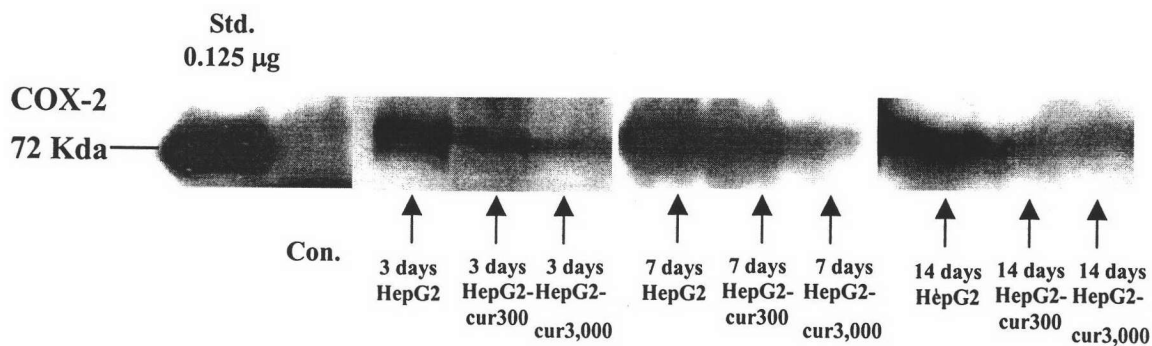 Std.
0.125 µg
COX-2
72 Kda
Con.
3 days
HepG2
3 days
HepG2-
cur300
3 days
HepG2-
cur3,000
7 days
HepG2
7 days
HepG2-
cur300
7 days
HepG2-
cur3,000
14 days
HepG2
14 days
HepG2-
cur300
14 days
HepG2-
cur3,000